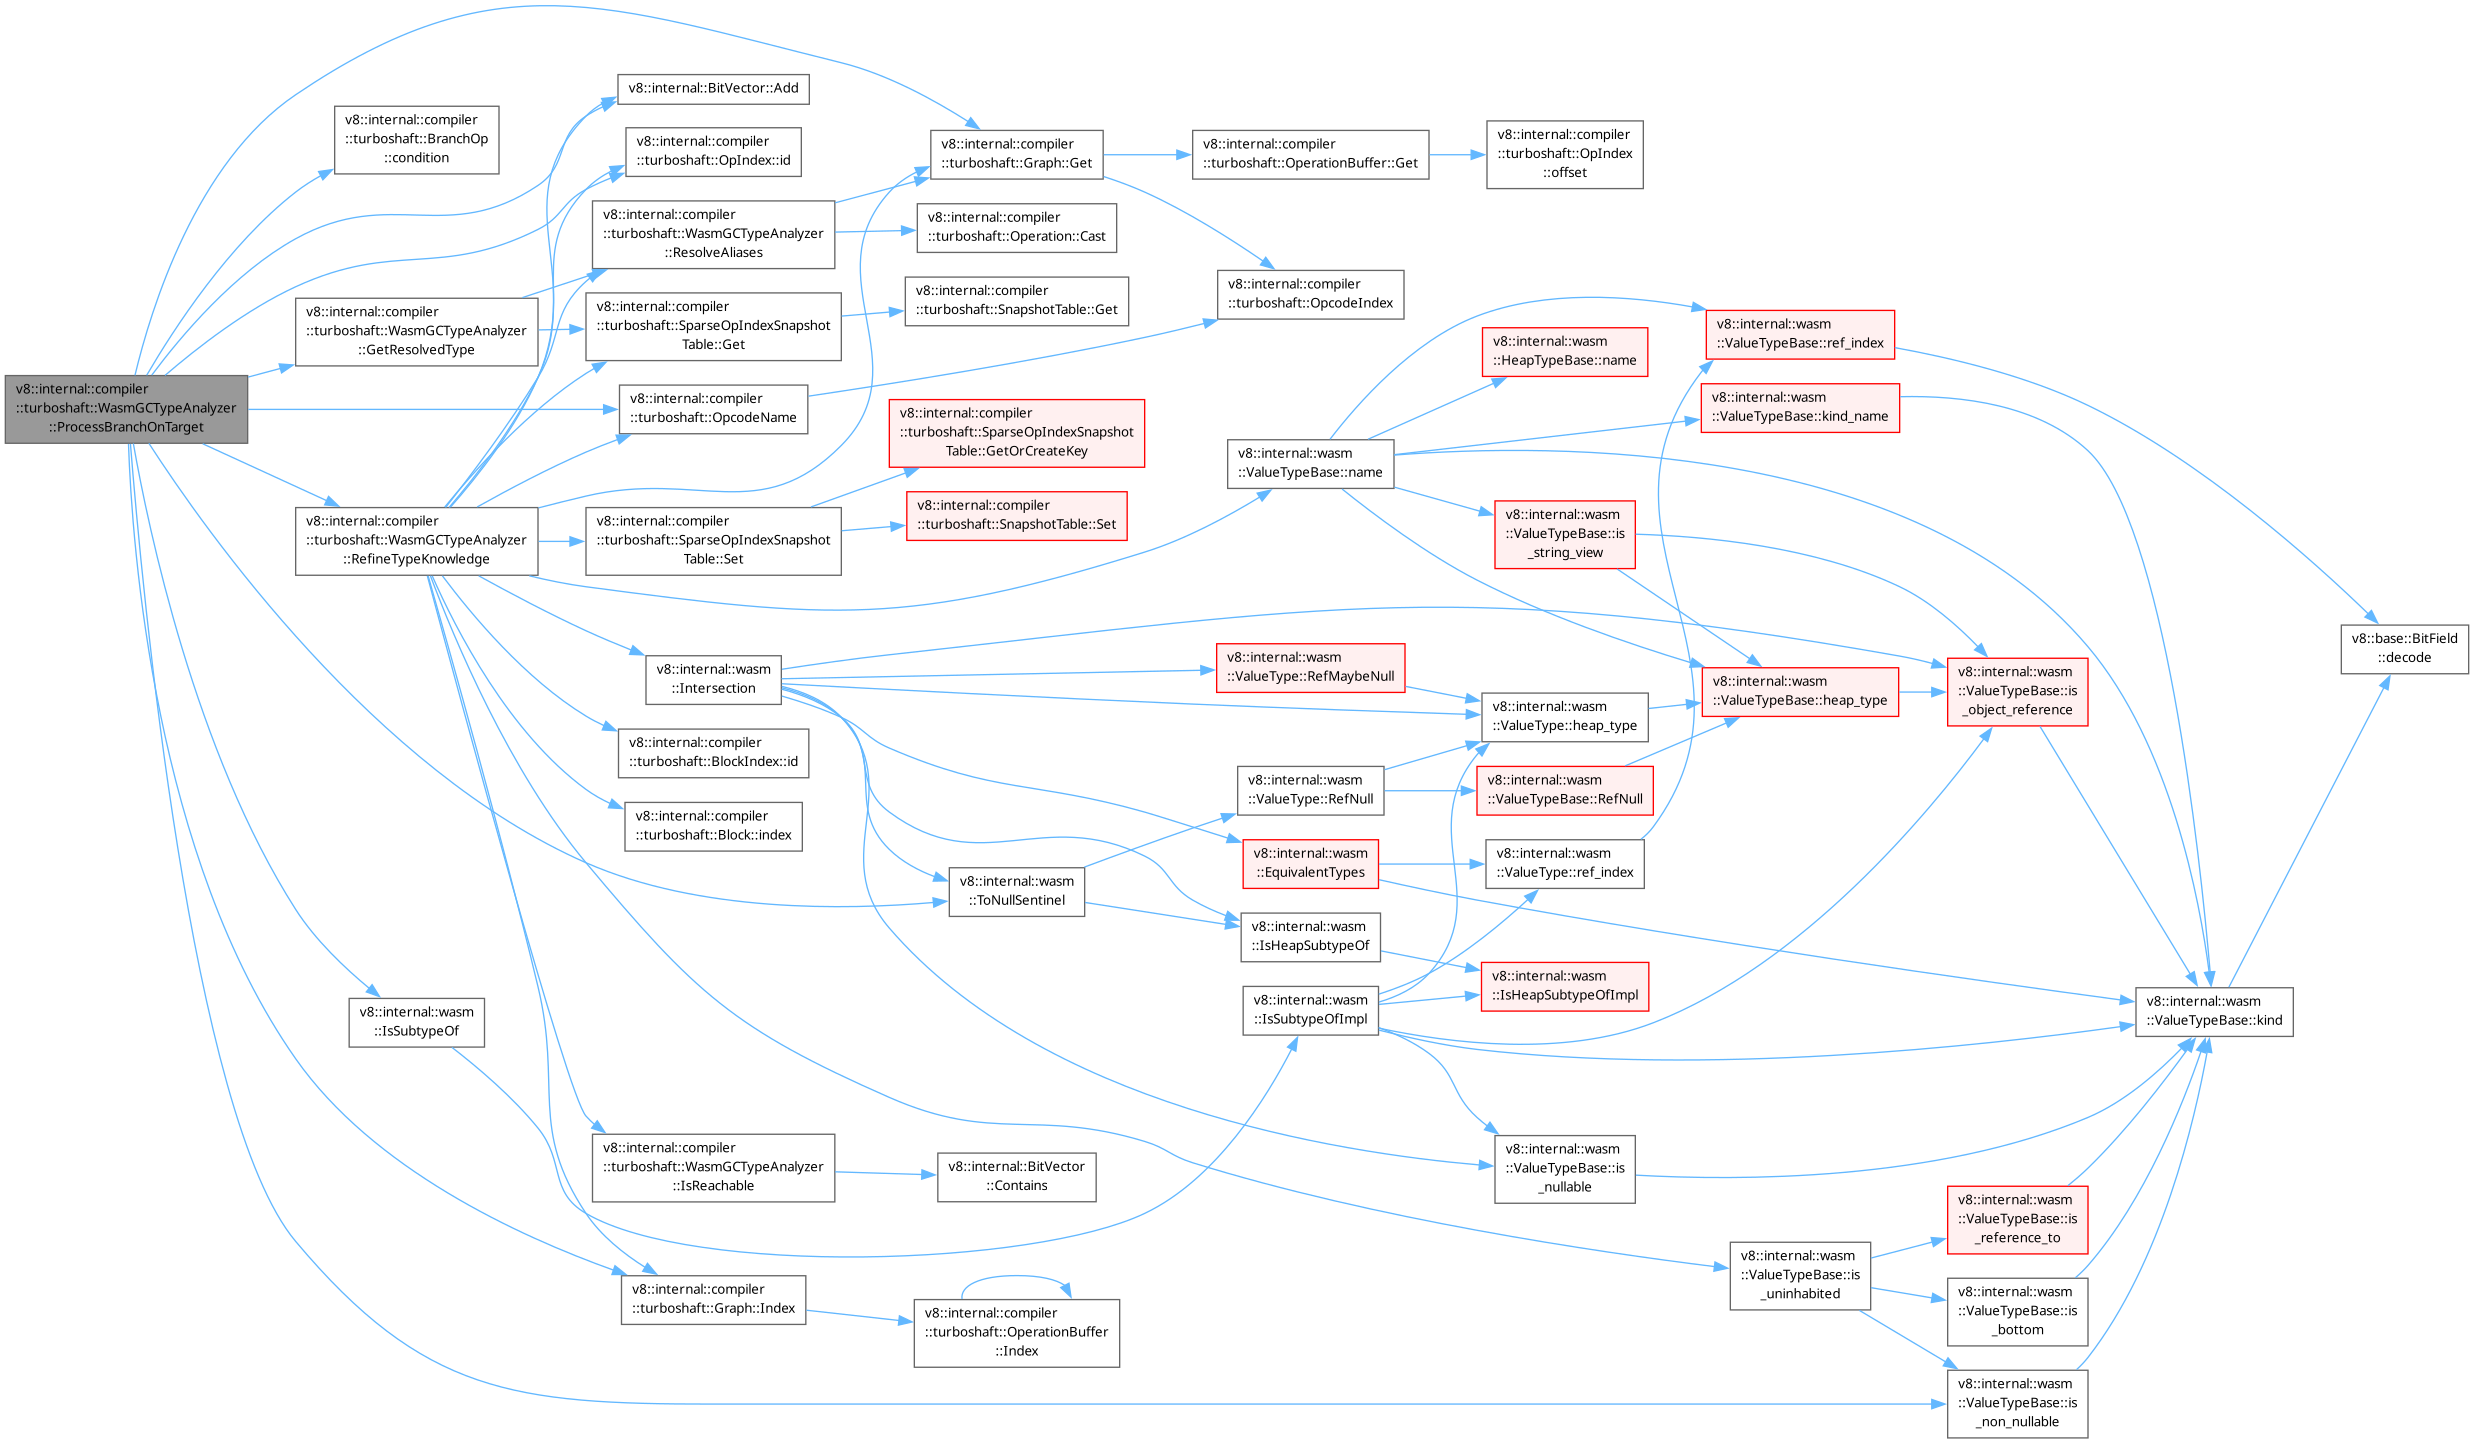 v8::internal::compiler
::turboshaft::WasmGCTypeAnalyzer
::ProcessBranchOnTarget
v8::internal::compiler
::turboshaft::BranchOp
::condition
v8::internal::compiler
::turboshaft::WasmGCTypeAnalyzer
::GetResolvedType
v8::internal::compiler
::turboshaft::WasmGCTypeAnalyzer
::RefineTypeKnowledge
v8::internal::wasm
::IsSubtypeOf
v8::internal::BitVector::Add
v8::internal::compiler
::turboshaft::OpIndex::id
v8::internal::compiler
::turboshaft::WasmGCTypeAnalyzer
::ResolveAliases
v8::internal::compiler
::turboshaft::SparseOpIndexSnapshot
Table::Get
v8::internal::compiler
::turboshaft::OpcodeName
v8::internal::compiler
::turboshaft::SparseOpIndexSnapshot
Table::Set
v8::internal::wasm
::Intersection
v8::internal::compiler
::turboshaft::BlockIndex::id
v8::internal::compiler
::turboshaft::Block::index
v8::internal::compiler
::turboshaft::WasmGCTypeAnalyzer
::IsReachable
v8::internal::compiler
::turboshaft::Graph::Index
v8::internal::compiler
::turboshaft::Graph::Get
v8::internal::compiler
::turboshaft::Operation::Cast
v8::internal::compiler
::turboshaft::SnapshotTable::Get
v8::internal::compiler
::turboshaft::SparseOpIndexSnapshot
Table::GetOrCreateKey
v8::internal::compiler
::turboshaft::SnapshotTable::Set
v8::internal::wasm
::ToNullSentinel
v8::internal::BitVector
::Contains
v8::internal::compiler
::turboshaft::OperationBuffer
::Index
v8::internal::compiler
::turboshaft::OperationBuffer::Get
v8::internal::compiler
::turboshaft::OpcodeIndex
v8::internal::wasm
::ValueTypeBase::name
v8::internal::wasm
::ValueType::RefMaybeNull
v8::internal::wasm
::ValueType::RefNull
v8::internal::wasm
::EquivalentTypes
v8::internal::wasm
::IsHeapSubtypeOf
v8::internal::wasm
::IsSubtypeOfImpl
v8::internal::compiler
::turboshaft::OpIndex
::offset
v8::internal::wasm
::HeapTypeBase::name
v8::internal::wasm
::ValueTypeBase::is
_string_view
v8::internal::wasm
::ValueType::heap_type
v8::internal::wasm
::ValueTypeBase::RefNull
v8::internal::wasm
::ValueType::ref_index
v8::internal::wasm
::IsHeapSubtypeOfImpl
v8::internal::wasm
::ValueTypeBase::is
_nullable
v8::internal::wasm
::ValueTypeBase::ref_index
v8::internal::wasm
::ValueTypeBase::kind_name
v8::internal::wasm
::ValueTypeBase::heap_type
v8::internal::wasm
::ValueTypeBase::is
_uninhabited
v8::internal::wasm
::ValueTypeBase::is
_object_reference
v8::internal::wasm
::ValueTypeBase::is
_reference_to
v8::internal::wasm
::ValueTypeBase::is
_bottom
v8::internal::wasm
::ValueTypeBase::is
_non_nullable
v8::internal::wasm
::ValueTypeBase::kind
v8::base::BitField
::decode